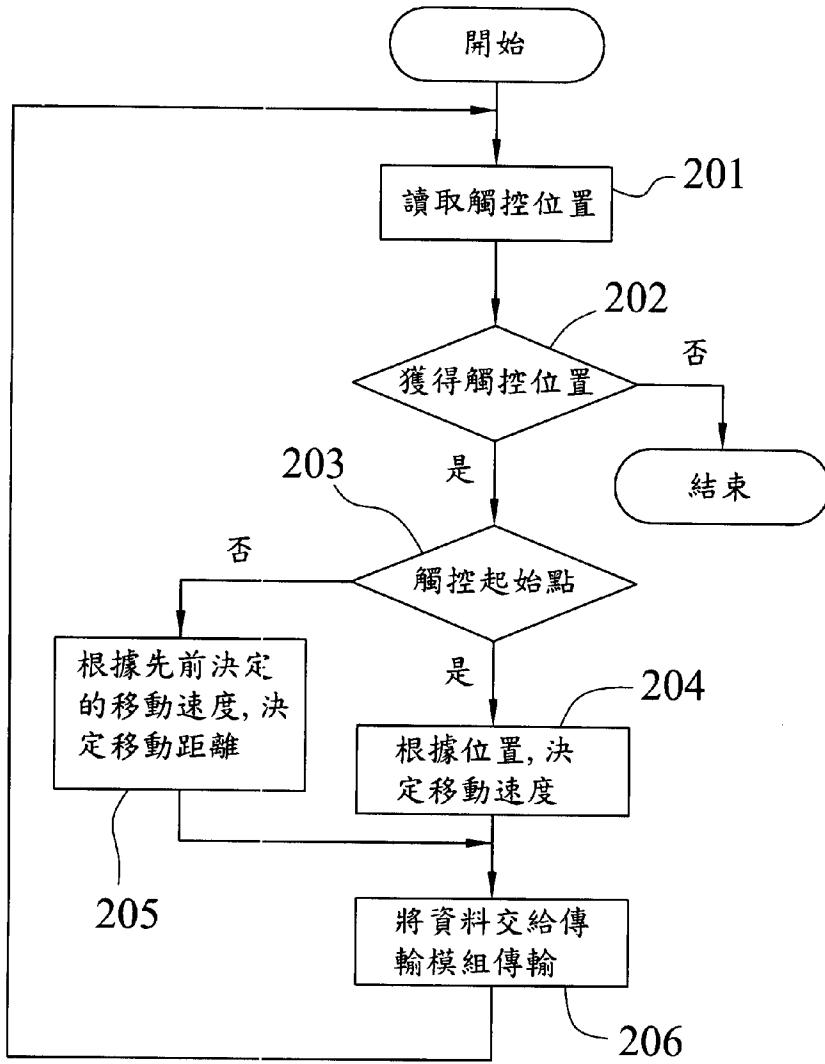 開始
201
讀取觸控位置
202
獲得觸控位置
否
是
結束
203
觸控起始點
否
是
204
根據先前決定
的移動速度,決
定移動距離
根據位置,決
定移動速度
205
將資料交給傳
輸模組傳輸
206